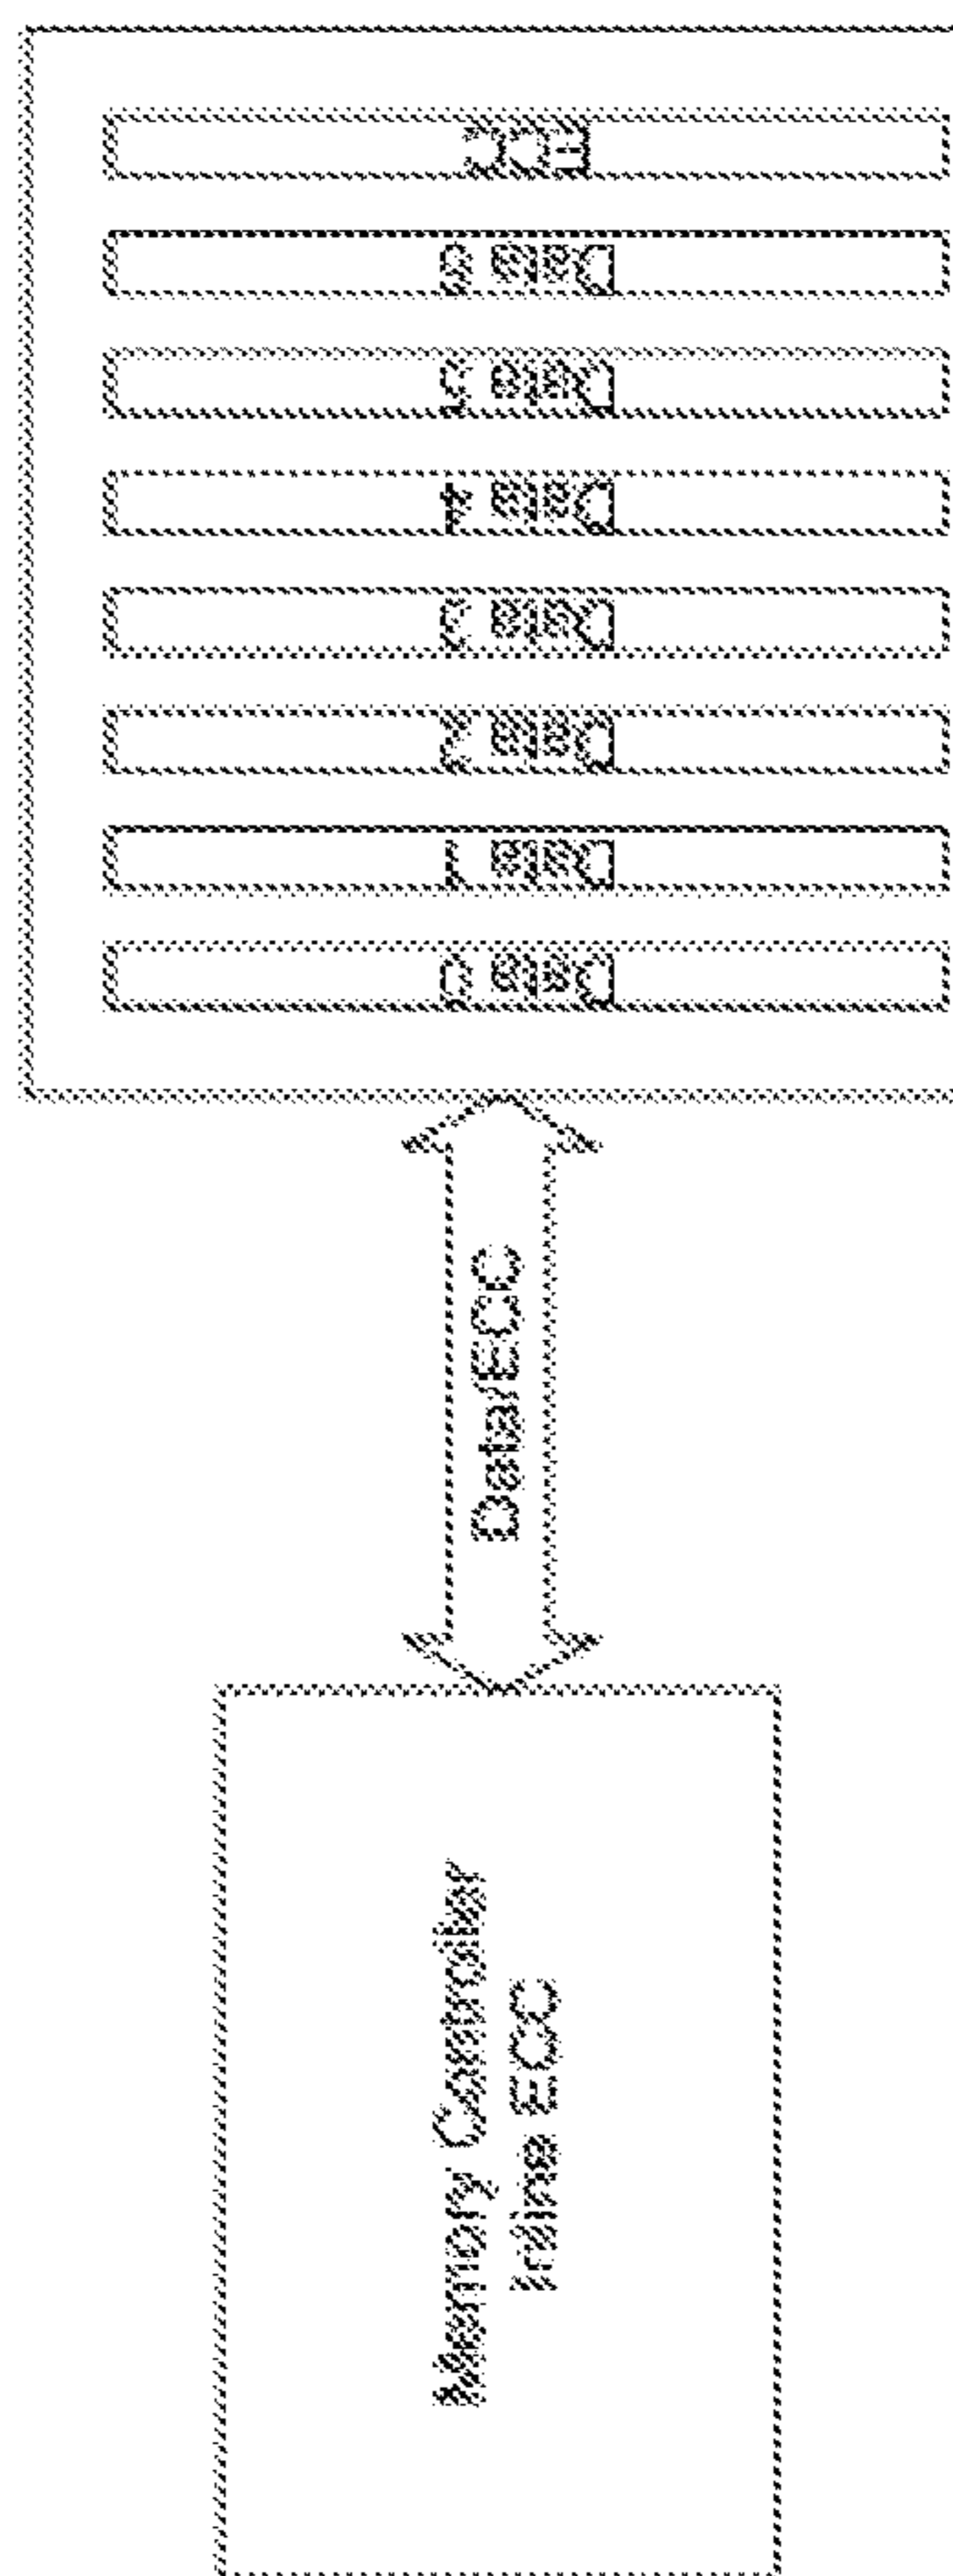 ECC
Data 6
Data 5
Data 4
Data 3
Data 2
Data 1
Data 0
Data/ECC
Memory Controller
Inline ECC